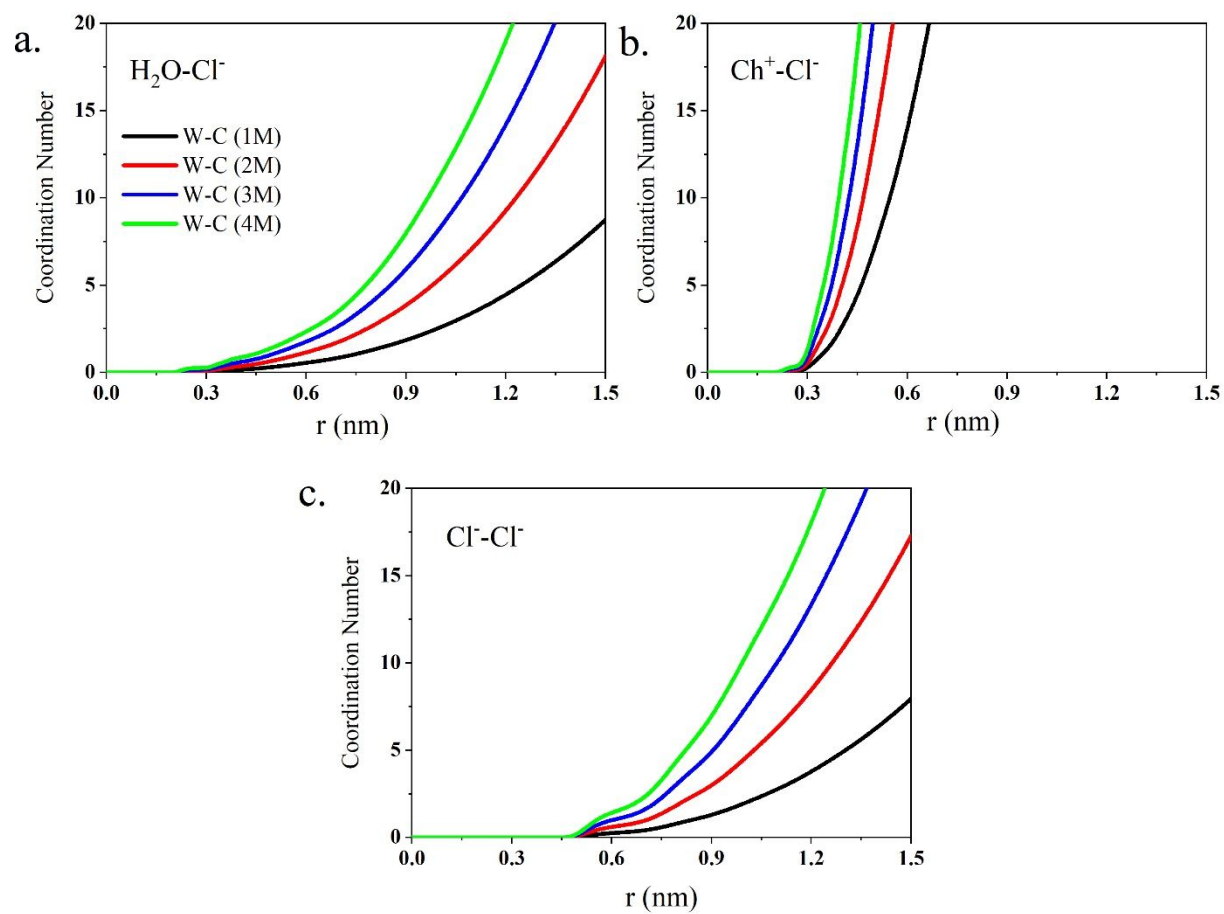 a.
H₂O-Cl⁻
W-C (1M)
W-C (2M)
W-C (3M)
W-C (4M)
Coordination Number
20
15
10
5
0
0.0 0.3 0.6 0.9 1.2 1.5
r (nm)
b.
Ch⁺-Cl⁻
Coordination Number
20
15
10
5
0
0.0 0.3 0.6 0.9 1.2 1.5
r (nm)
c.
Cl⁻-Cl⁻
Coordination Number
20
15
10
5
0
0.0 0.3 0.6 0.9 1.2 1.5
r (nm)